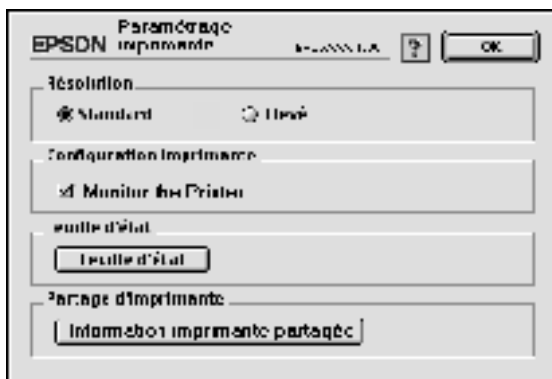 Paramétrage
EPSON imprimante
? OK
Résolution
Standard Elevé
Configuration imprimante
Monitor the Printer
Feuille d'état
Feuille d'état
Partage d'imprimante
Information imprimante partagée